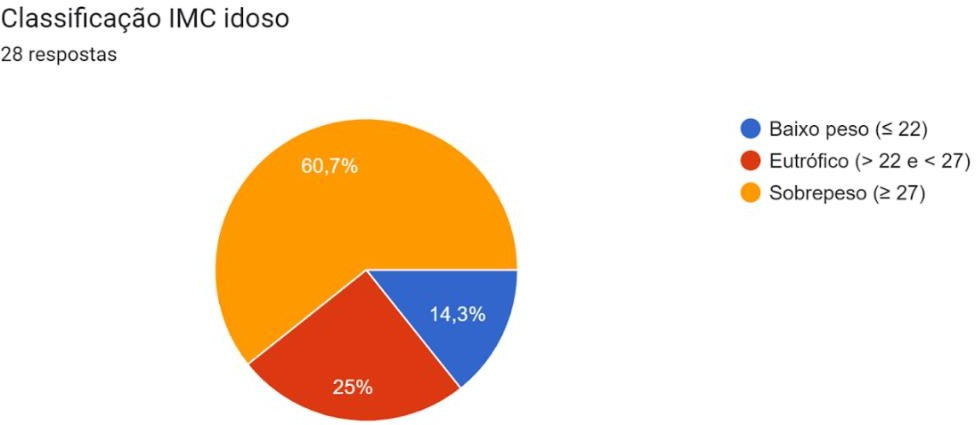 Classificação IMC idoso
28 respostas
60,7%
14,3%
25%
Baixo peso (≤ 22)
Eutrófico (> 22 e < 27)
Sobrepeso (≥ 27)